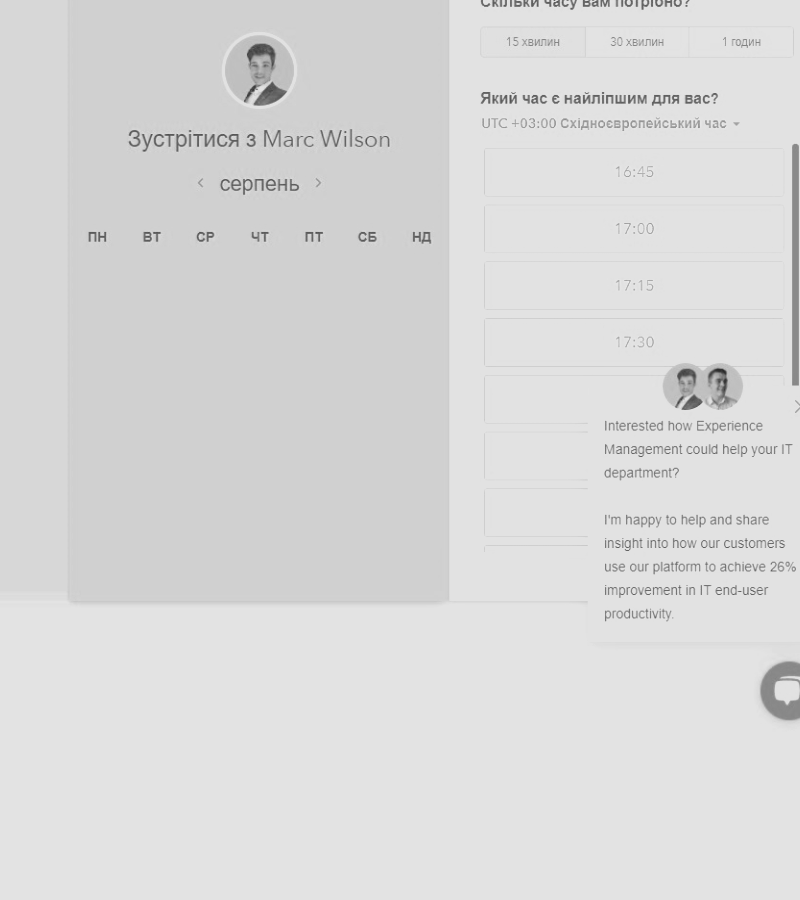 Скільки часу вам потрібно?
15 хвилин
30 хвилин
1 годин
Зустрітися з Marc Wilson
серпень
ПН ВТ СР ЧТ ПТ СБ НД
Який час є найліпшим для вас?
UTC +03:00 Східноєвропейський час
16:45
17:00
17:15
17:30
Interested how Experience
Management could help your IT
department?
I'm happy to help and share
insight into how our customers
use our platform to achieve 26%
improvement in IT end-user
productivity.